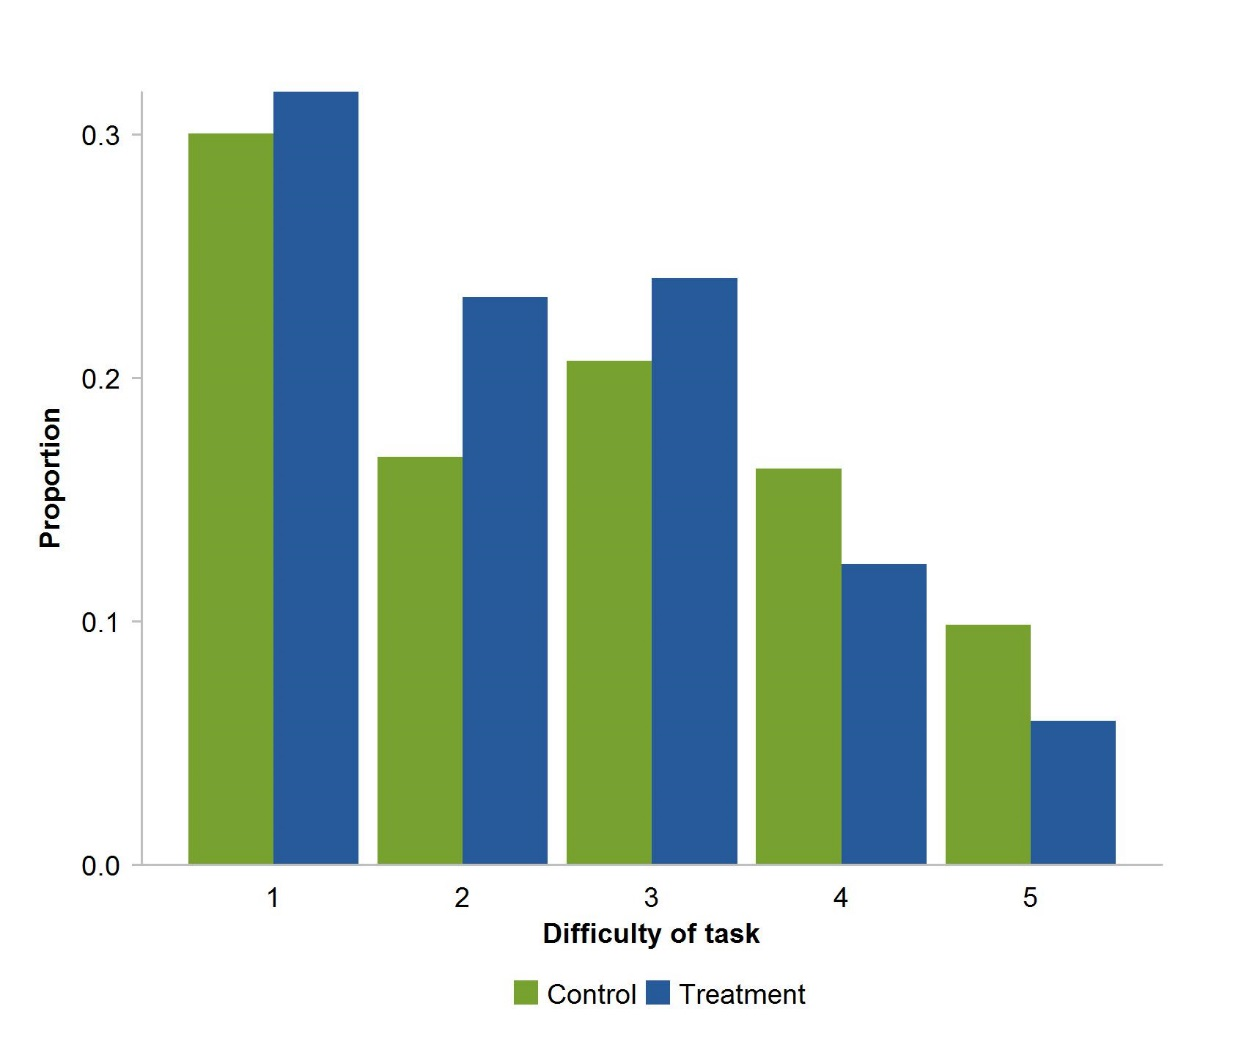 0.3
0.2
0.1
0.0
Proportion
1 2 3 4 5
Difficulty of task
Control Treatment